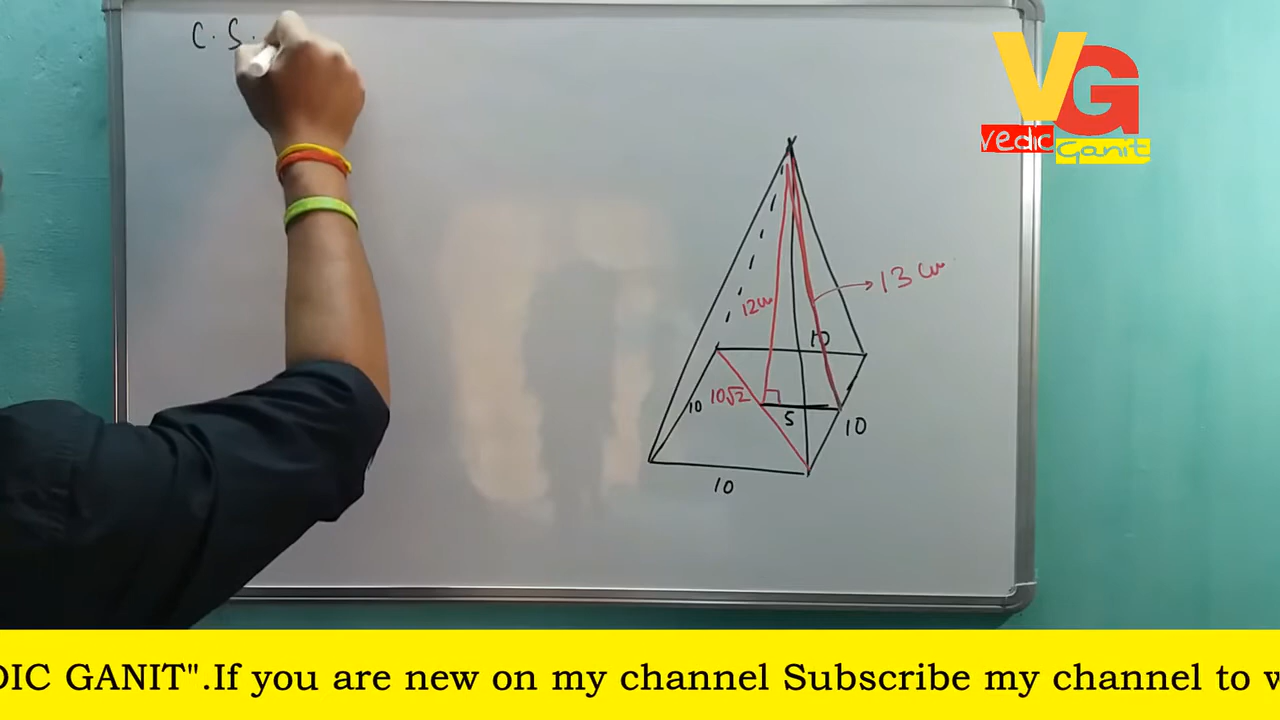 C. S.
VG
vedic Ganit
13 cm
12cm
10
10√2
10
5
10
10
DIC GANIT".If you are new on my channel Subscribe my channel to